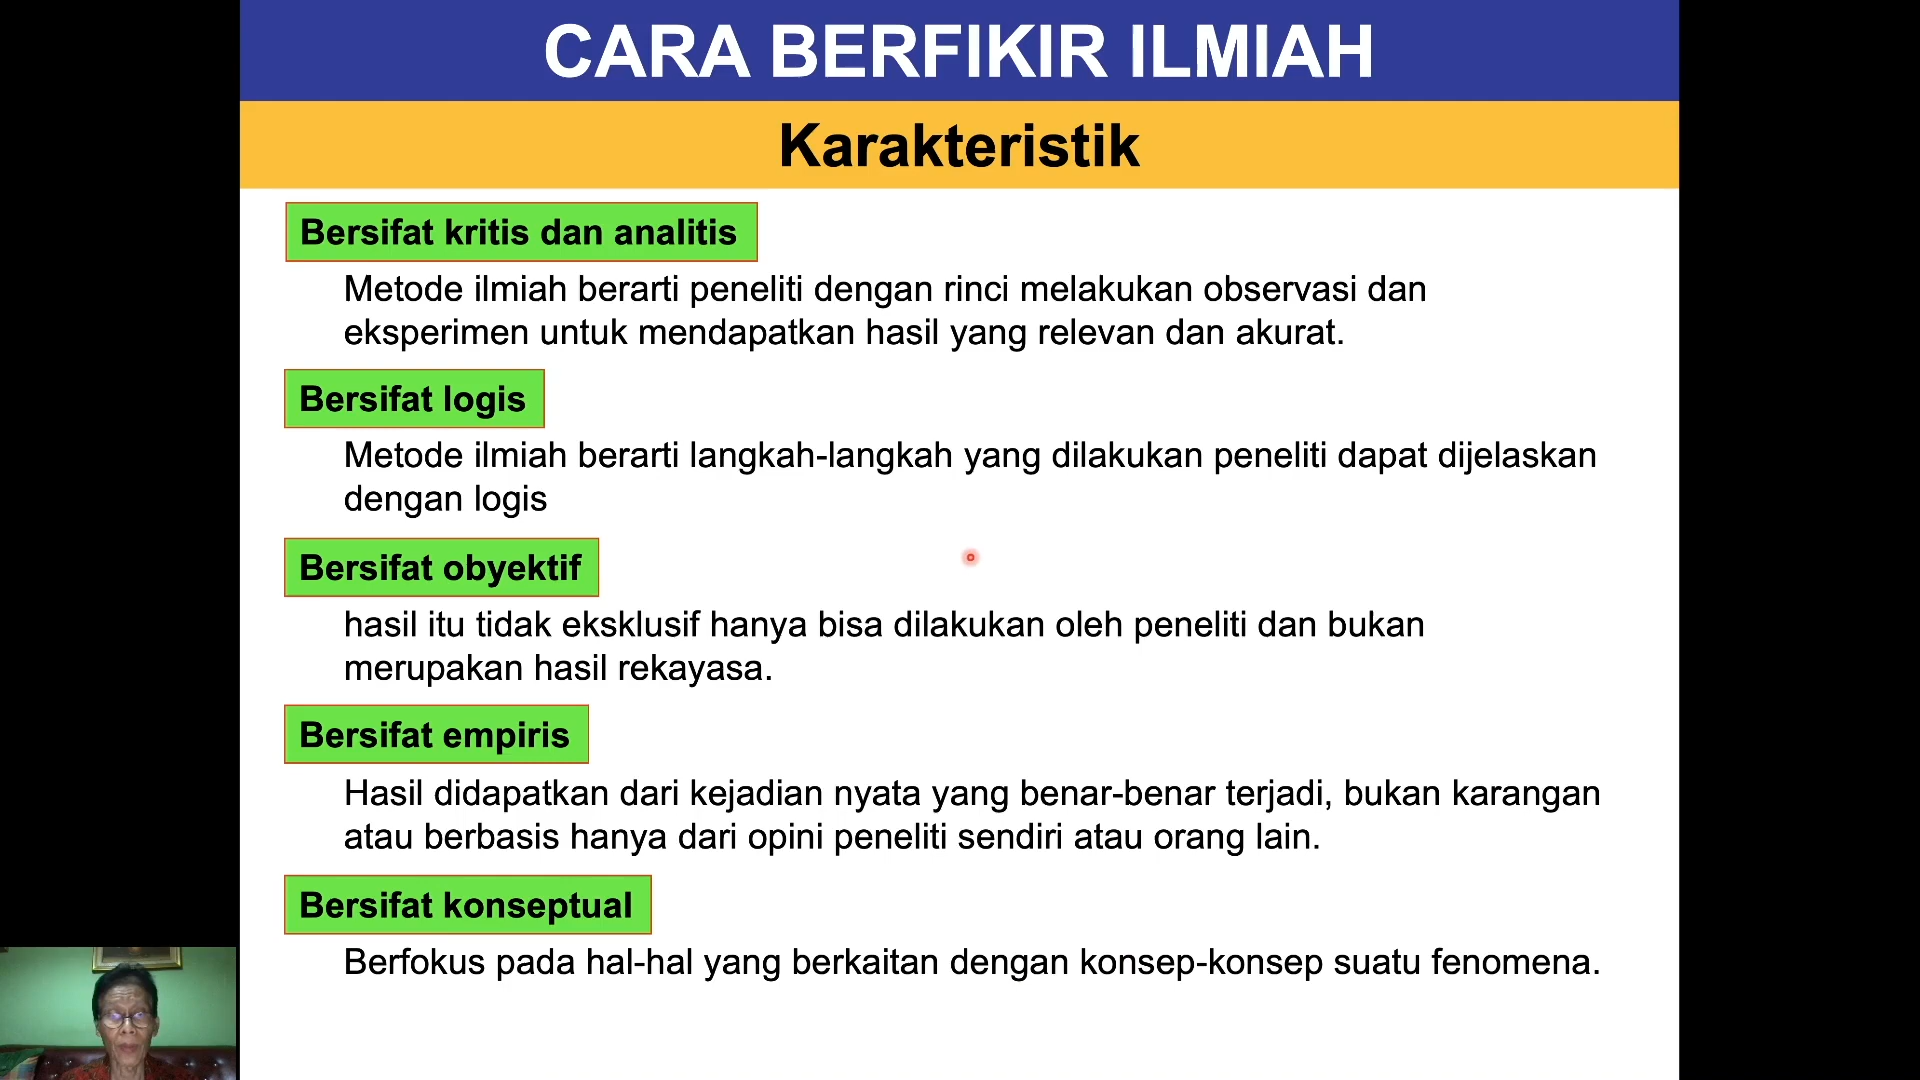 CARA BERFIKIR ILMIAH
Karakteristik
Bersifat kritis dan analitis
Metode ilmiah berarti peneliti dengan rinci melakukan observasi dan
eksperimen untuk mendapatkan hasil yang relevan dan akurat.
Bersifat logis
Metode ilmiah berarti langkah-langkah yang dilakukan peneliti dapat dijelaskan
dengan logis
Bersifat obyektif
hasil itu tidak eksklusif hanya bisa dilakukan oleh peneliti dan bukan
merupakan hasil rekayasa.
Bersifat empiris
Hasil didapatkan dari kejadian nyata yang benar-benar terjadi, bukan karangan
atau berbasis hanya dari opini peneliti sendiri atau orang lain.
Bersifat konseptual
Berfokus pada hal-hal yang berkaitan dengan konsep-konsep suatu fenomena.